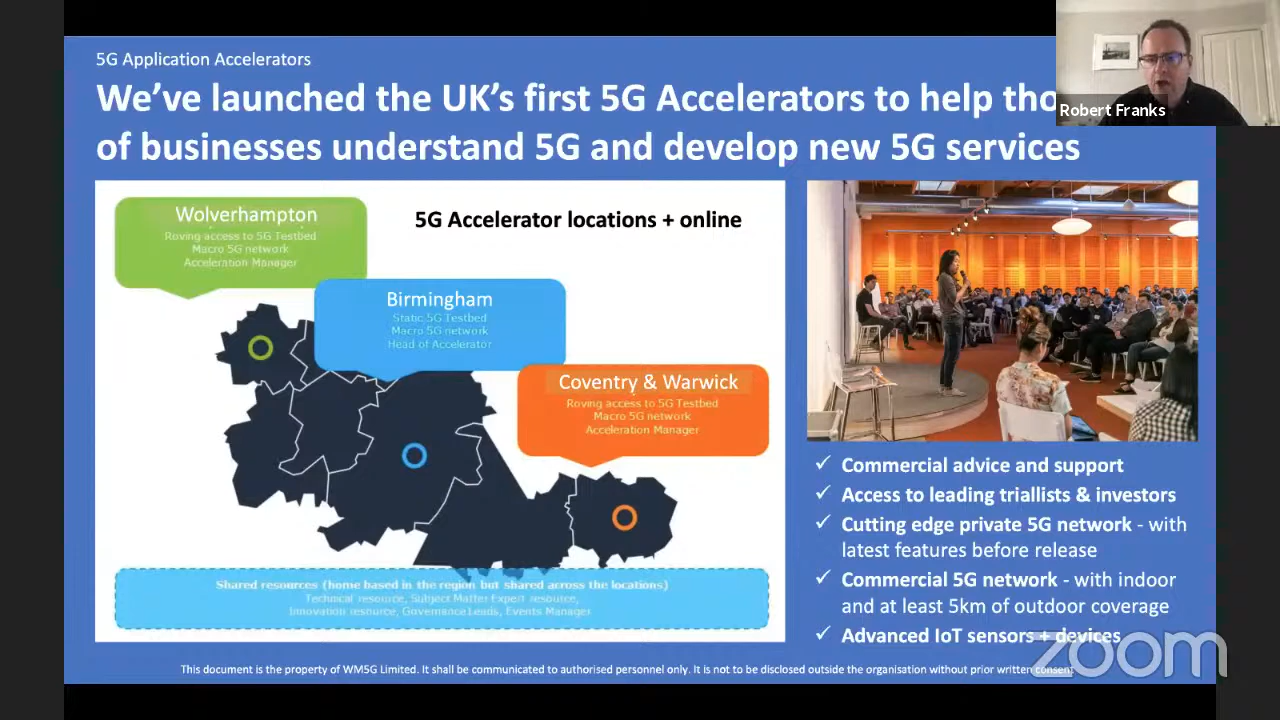 5G Application Accelerators
We've launched the UK's first 5G Accelerators to help tho
of businesses understand 5G and develop new 5G services
Robert Franks
Wolverhampton
Roving access to 5G Testbed
Macro 5G network
Acceleration Manager
5G Accelerator locations + online
Birmingham
Static 5G Testbed
Macro 5G network
Head of Accelerator
Coventry & Warwick
Roving access to 5G Testbed
Macro 5G network
Acceleration Manager
Shared resources (home based in the region but shared across the locations)
Technical resource, Subject Matter Expert resource,
Innovation resource, Governance Leads, Events Manager
✓ Commercial advice and support
✓ Access to leading triallists & investors
✓ Cutting edge private 5G network - with
latest features before release
✓ Commercial 5G network - with indoor
and at least 5km of outdoor coverage
✓ Advanced IoT sensors + devices
zoom
This document is the property of WM5G Limited. It shall be communicated to authorised personnel only. It is not to be disclosed outside the organisation without prior written consent